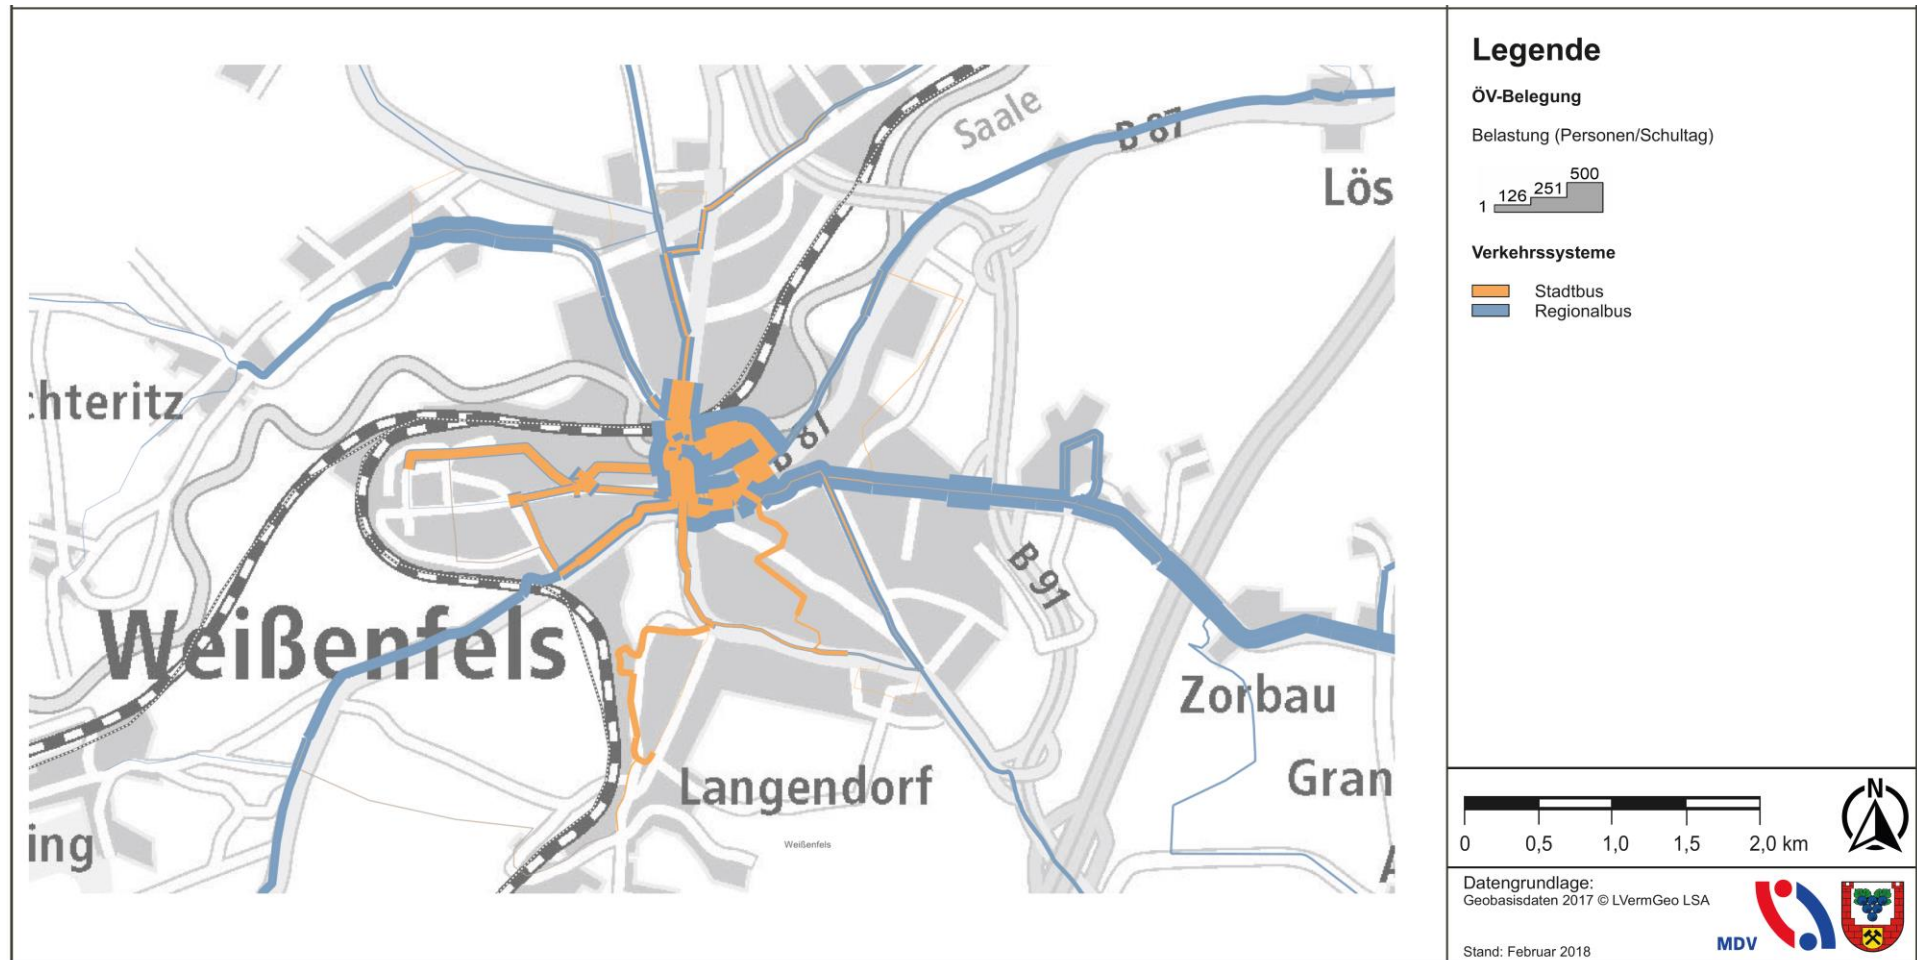 Saale
B 87
Lös
chteritz
B 87
B 91
Weißenfels
Zorbau
Langendorf
Gran
ing
Weißenfels
A
Legende
ÖV-Belegung
Belastung (Personen/Schultag)
1 126 251 500
Verkehrssysteme
Stadtbus
Regionalbus
N
0 0,5 1,0 1,5 2,0 km
Datengrundlage:
Geobasisdaten 2017 © LVermGeo LSA
MDV
Stand: Februar 2018